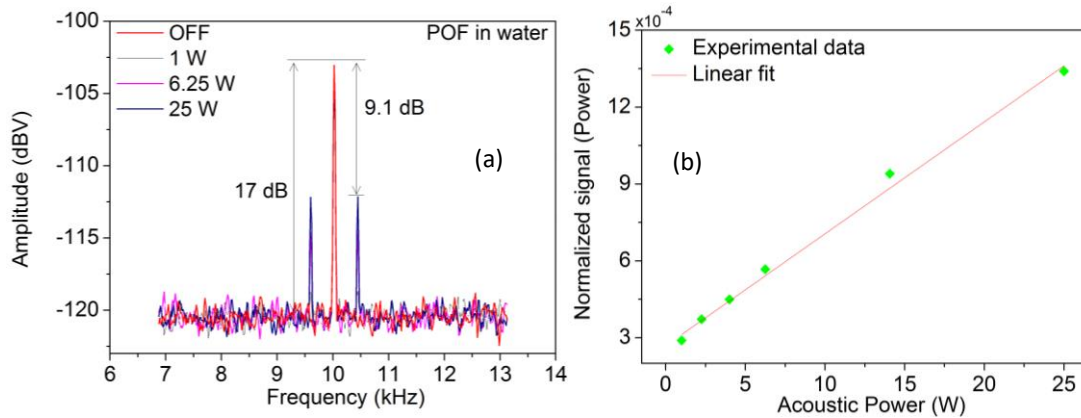 -100
OFF
POF in water
1 W
6.25 W
25 W
-105
9.1 dB
(a)
-110
17 dB
-115
-120
6 7 8 9 10 11 12 13 14
Frequency (kHz)
Amplitude (dBV)
15 ×10⁻⁴
Experimental data
Linear fit
12
(b)
9
6
3
0 5 10 15 20 25
Acoustic Power (W)
Normalized signal (Power)